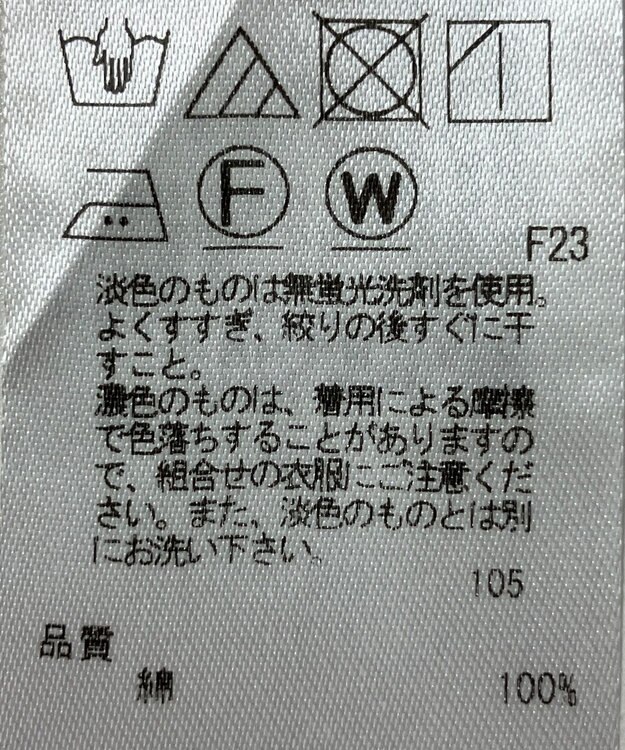 F
W
F23
淡色のものは無蛍光洗剤を使用。
よくすすぎ、絞りの後すぐに干
すこと。
濃色のものは、着用による摩擦
で色落ちすることがありますの
で、組合せの衣服にご注意くだ
さい。また、淡色のものとは別
にお洗い下さい。
105
品質
綿 100%